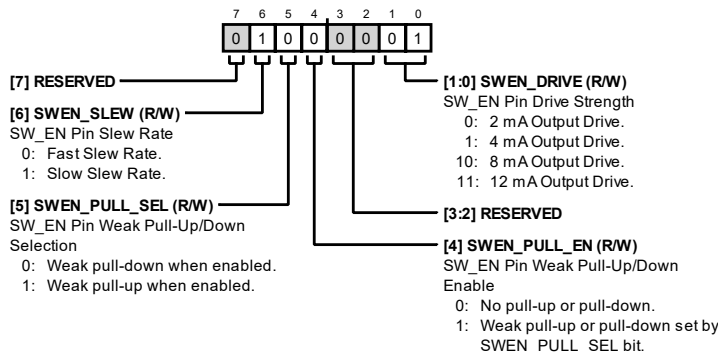 7 6 5 4 3 2 1 0
0 1 0 0 0 0 0 1
[7] RESERVED
[6] SWEN_SLEW (R/W)
SW_EN Pin Slew Rate
0: Fast Slew Rate.
1: Slow Slew Rate.
[5] SWEN_PULL_SEL (R/W)
SW_EN Pin Weak Pull-Up/Down
Selection
0: Weak pull-down when enabled.
1: Weak pull-up when enabled.
[1:0] SWEN_DRIVE (R/W)
SW_EN Pin Drive Strength
0: 2 mA Output Drive.
1: 4 mA Output Drive.
10: 8 mA Output Drive.
11: 12 mA Output Drive.
[3:2] RESERVED
[4] SWEN_PULL_EN (R/W)
SW_EN Pin Weak Pull-Up/Down
Enable
0: No pull-up or pull-down.
1: Weak pull-up or pull-down set by
SWEN_PULL_SEL bit.